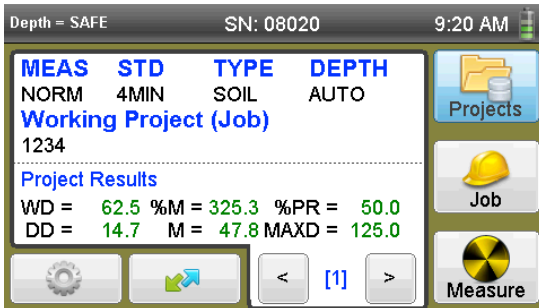 Depth = SAFE SN: 08020 9:20 AM
MEAS STD TYPE DEPTH
NORM 4MIN SOIL AUTO
Working Project (Job)
1234
Project Results
WD = 62.5 %M = 325.3 %PR = 50.0
DD = 14.7 M = 47.8 MAXD = 125.0
Projects
Job
Measure
< [1] >